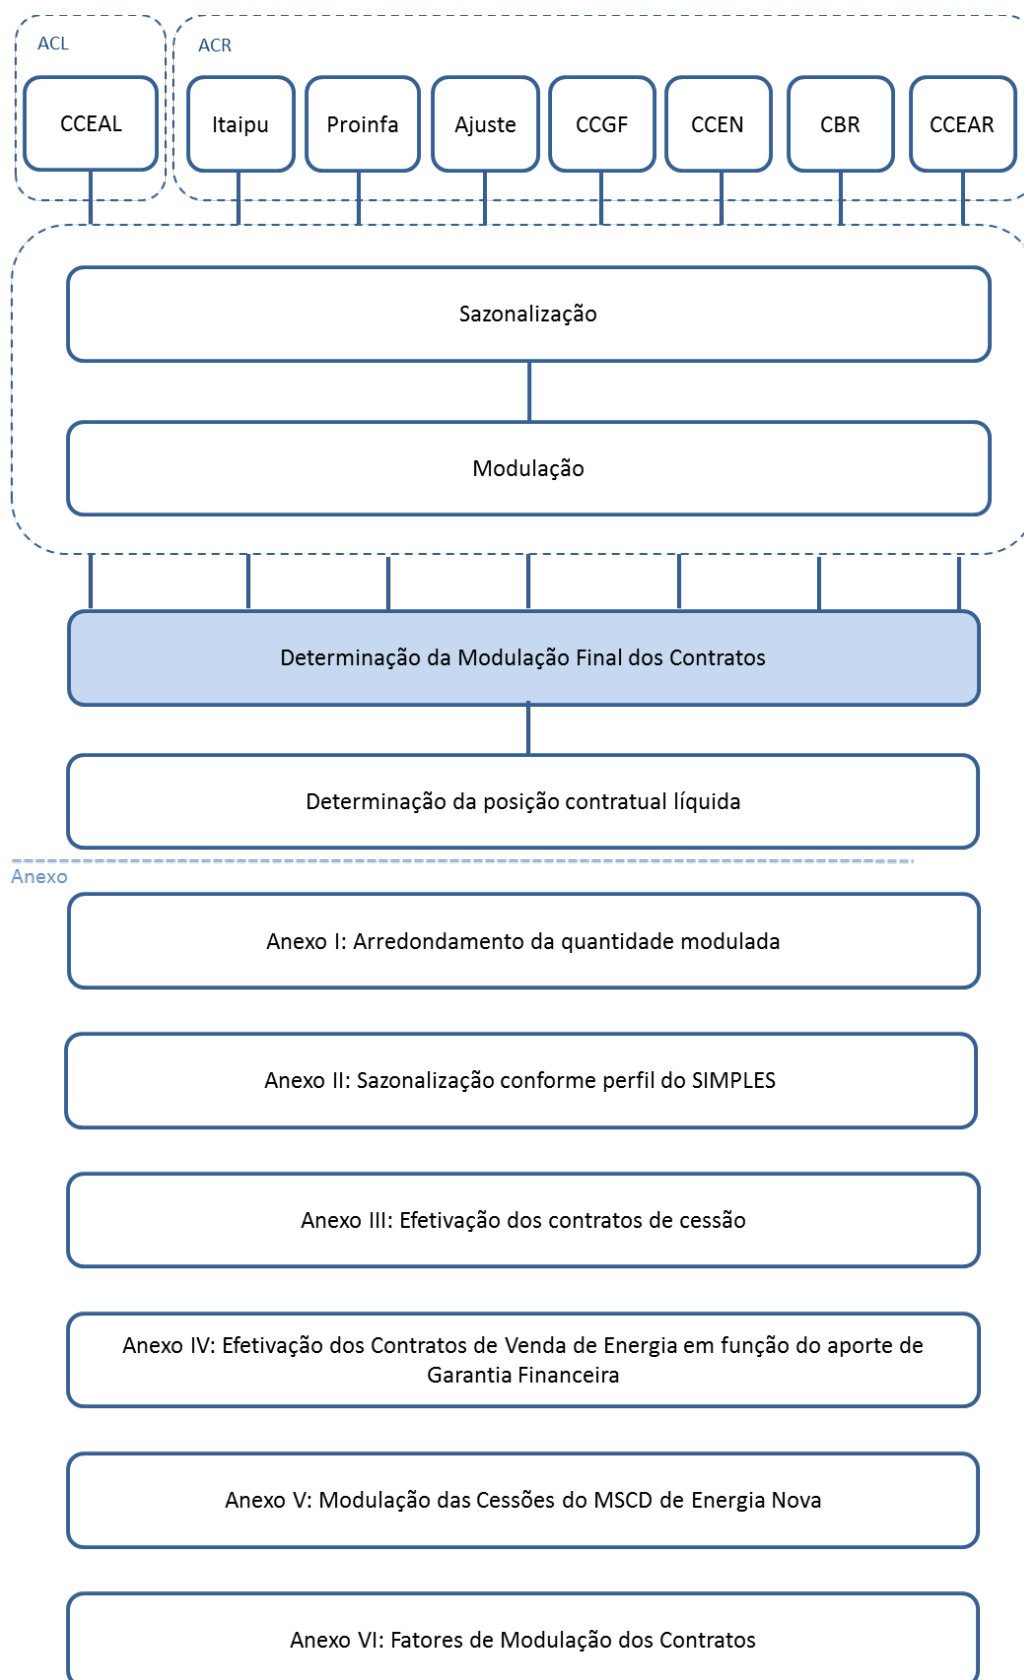 ACL
ACR
CCEAL
Itaipu
Proinfa
Ajuste
CCGF
CCEN
CBR
CCEAR
Sazonalização
Modulação
Determinação da Modulação Final dos Contratos
Determinação da posição contratual líquida
Anexo
Anexo I: Arredondamento da quantidade modulada
Anexo II: Sazonalização conforme perfil do SIMPLES
Anexo III: Efetivação dos contratos de cessão
Anexo IV: Efetivação dos Contratos de Venda de Energia em função do aporte de
Garantia Financeira
Anexo V: Modulação das Cessões do MSCD de Energia Nova
Anexo VI: Fatores de Modulação dos Contratos